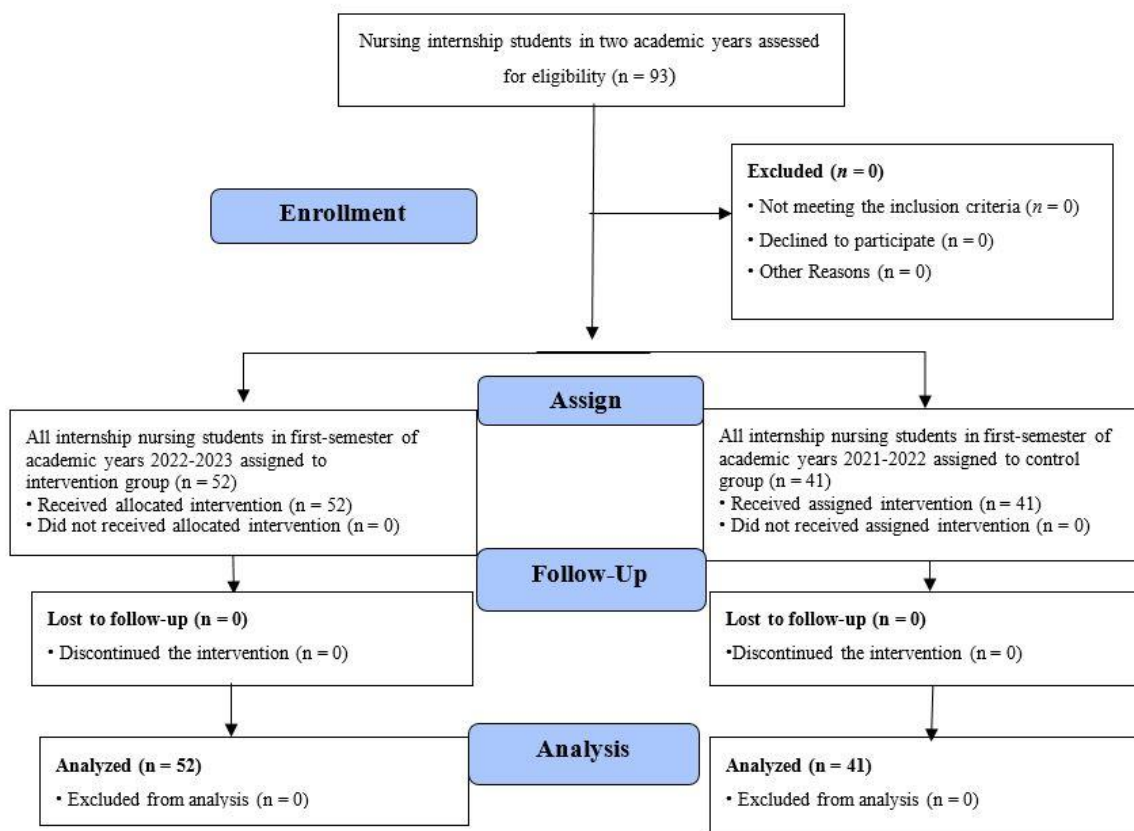 Nursing internship students in two academic years assessed
for eligibility (n = 93)
Enrollment
Excluded (n = 0)
• Not meeting the inclusion criteria (n = 0)
• Declined to participate (n = 0)
• Other Reasons (n = 0)
Assign
All internship nursing students in first-semester of
academic years 2022-2023 assigned to
intervention group (n = 52)
• Received allocated intervention (n = 52)
• Did not received allocated intervention (n = 0)
All internship nursing students in first-semester of
academic years 2021-2022 assigned to control
group (n = 41)
• Received assigned intervention (n = 41)
• Did not received assigned intervention (n = 0)
Follow-Up
Lost to follow-up (n = 0)
• Discontinued the intervention (n = 0)
Lost to follow-up (n = 0)
•Discontinued the intervention (n = 0)
Analysis
Analyzed (n = 52)
• Excluded from analysis (n = 0)
Analyzed (n = 41)
• Excluded from analysis (n = 0)